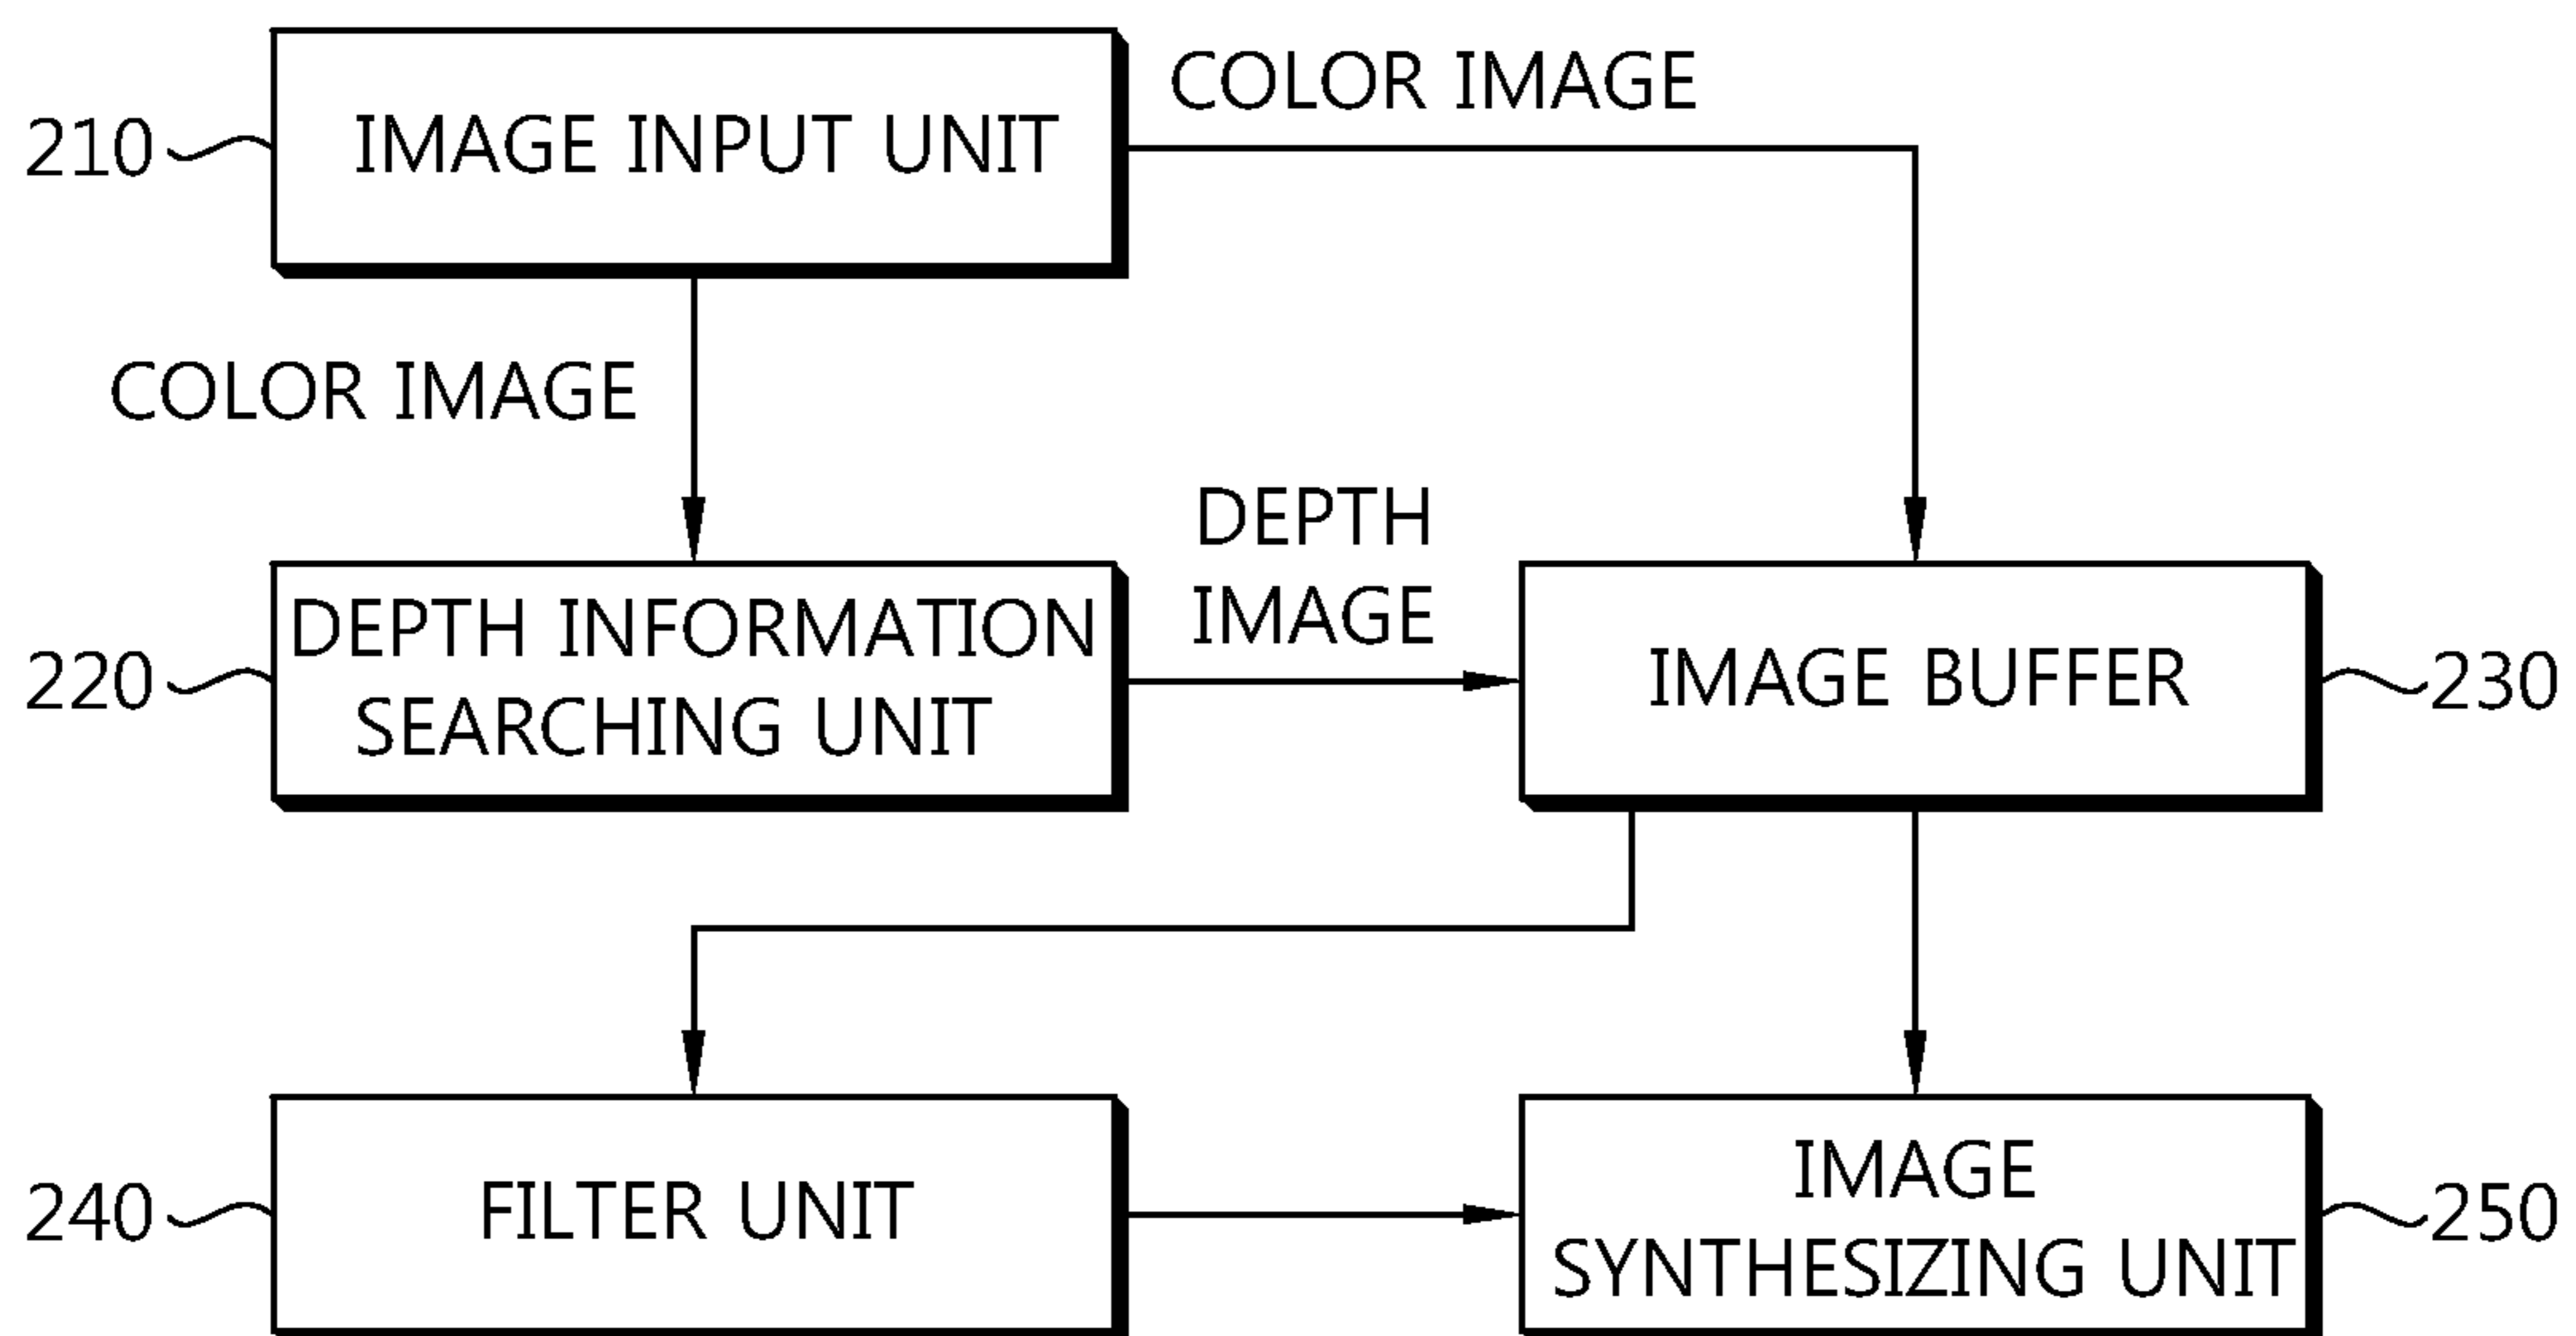 COLOR IMAGE
210
IMAGE INPUT UNIT
COLOR IMAGE
DEPTH
IMAGE
220
DEPTH INFORMATION
SEARCHING UNIT
IMAGE BUFFER
230
240
FILTER UNIT
IMAGE
SYNTHESIZING UNIT
250